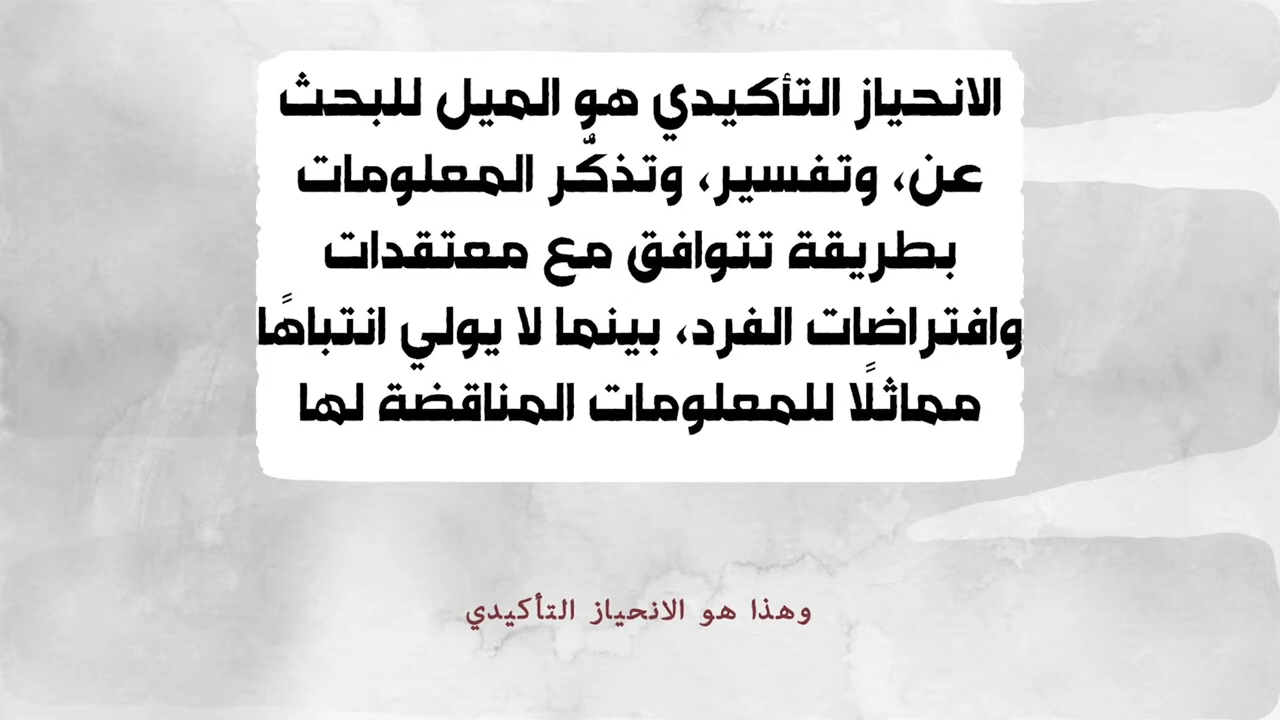 الانحياز التأكيدي هو الميل للبحث
عن، وتفسير، وتذكُّر المعلومات
بطريقة تتوافق مع معتقدات
وافتراضات الفرد، بينما لا يولي انتباهًا
مماثلًا للمعلومات المناقضة لها
وهذا هو الانحياز التأكيدي